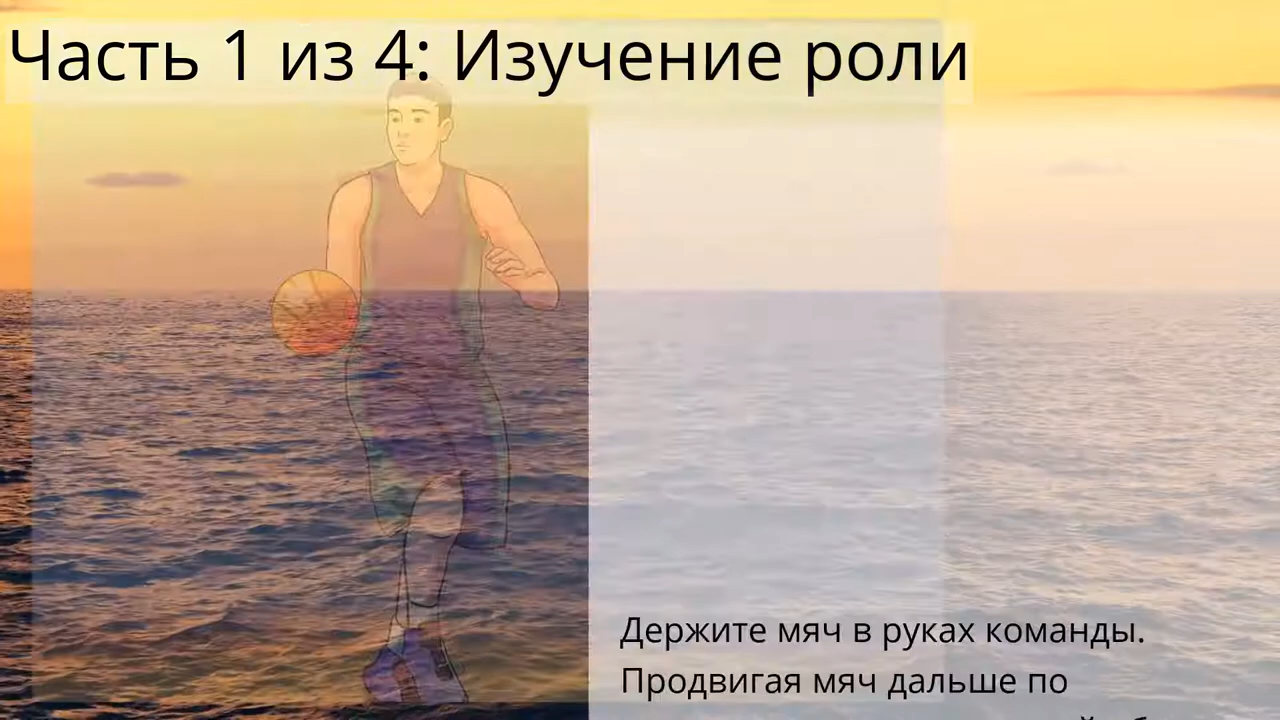 Часть 1 из 4: Изучение роли
Держите мяч в руках команды.
Продвигая мяч дальше по